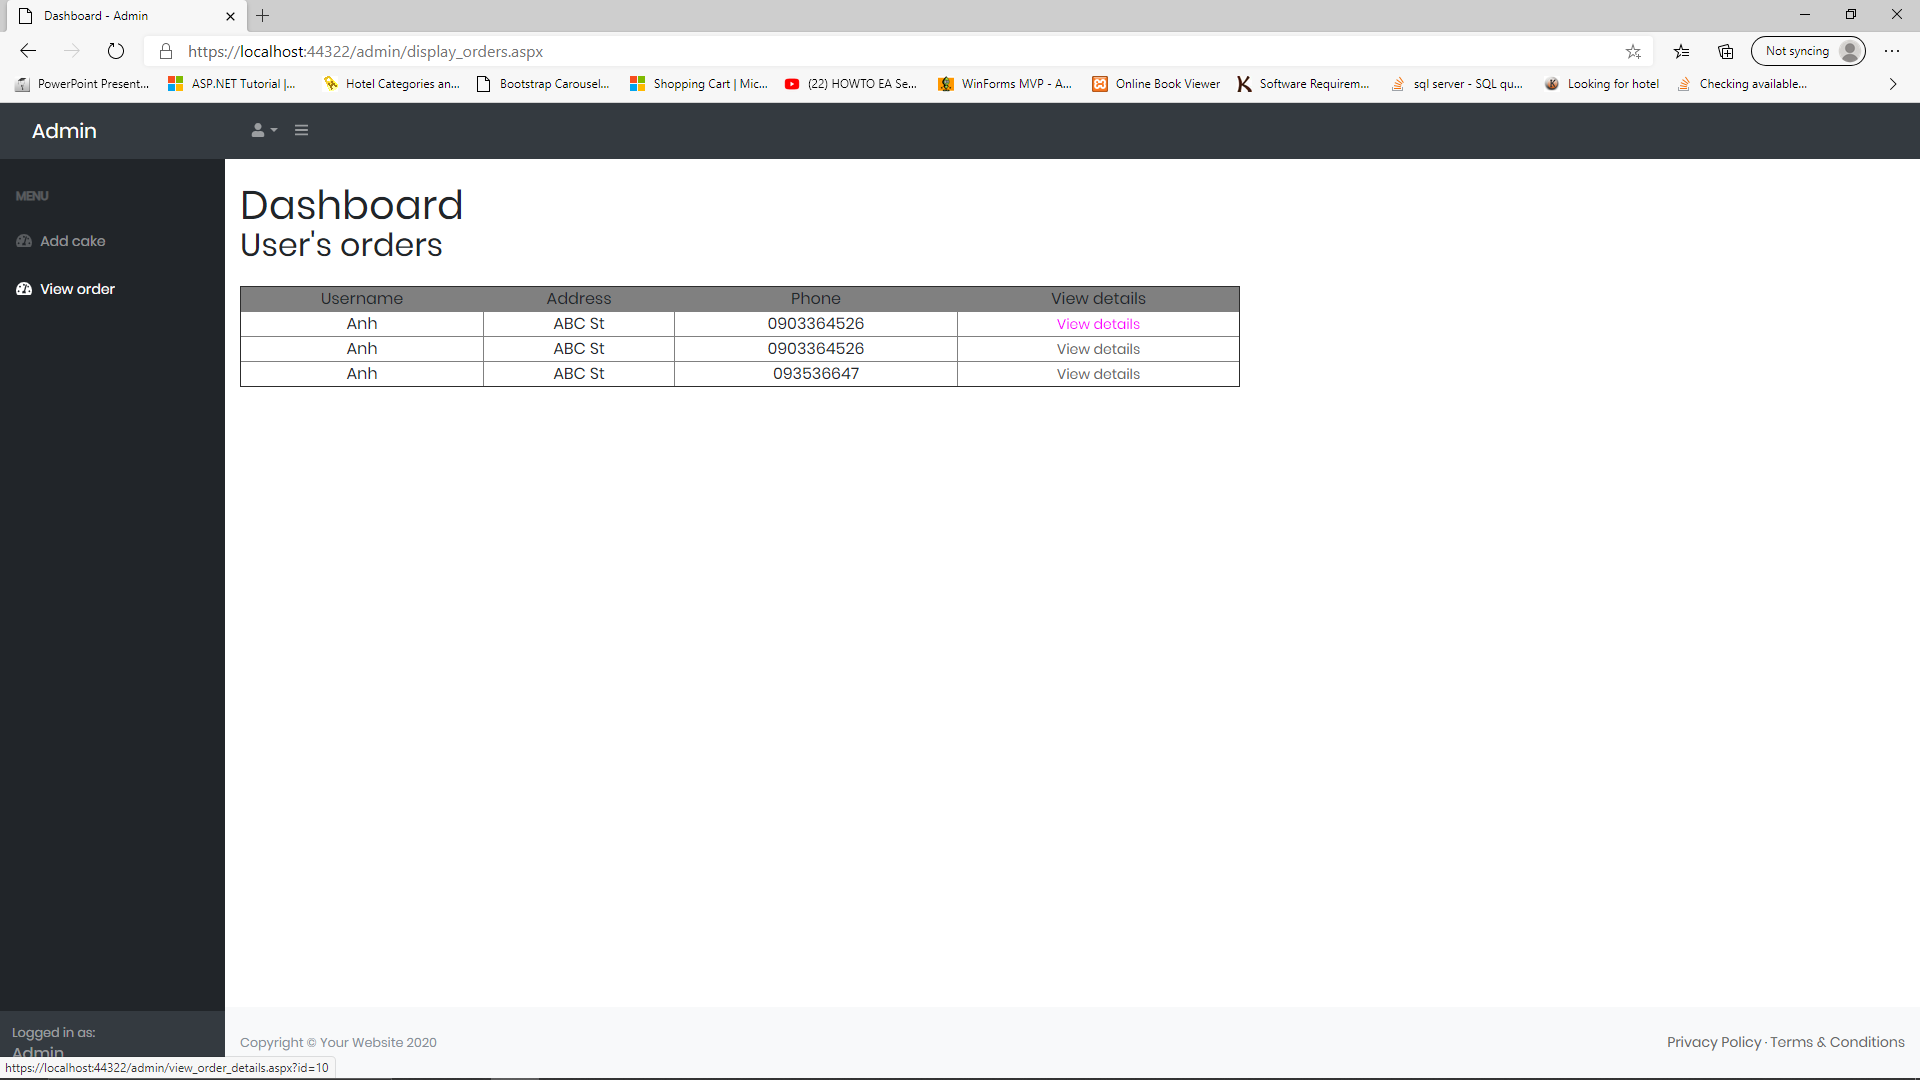 Dashboard - Admin
https://localhost:44322/admin/display_orders.aspx
Not syncing
PowerPoint Present... ASP.NET Tutorial |... Hotel Categories an... Bootstrap Carousel... Shopping Cart | Mic... (22) HOWTO EA Se... WinForms MVP - A... Online Book Viewer Software Requirem... sql server - SQL qu... Looking for hotel Checking available...
Admin
MENU
Add cake
View order
Dashboard
User's orders
Username Address Phone View details
Anh ABC St 0903364526 View details
Anh ABC St 0903364526 View details
Anh ABC St 093536647 View details
Logged in as:
Admin
Copyright © Your Website 2020
Privacy Policy · Terms & Conditions
https://localhost:44322/admin/view_order_details.aspx?id=10